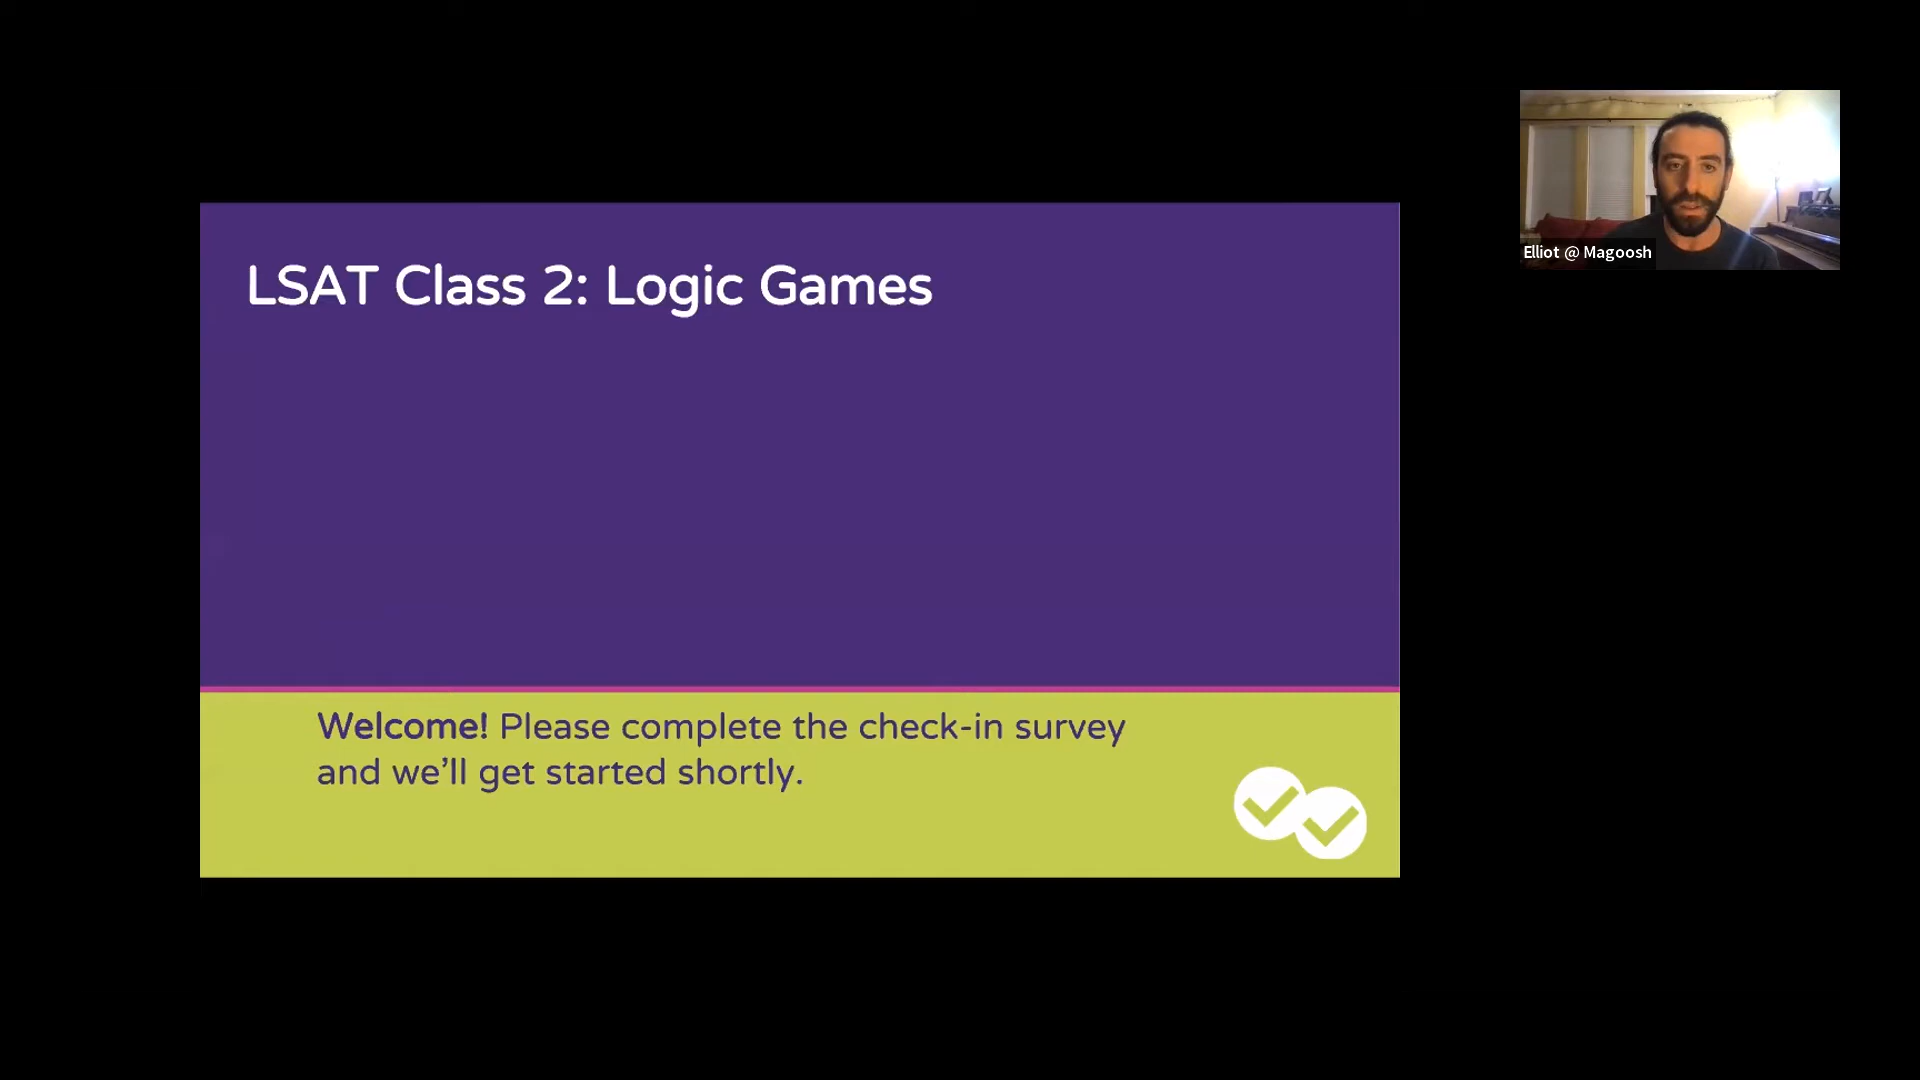 LSAT Class 2: Logic Games
Elliot @ Magoosh
Welcome! Please complete the check-in survey
and we’ll get started shortly.